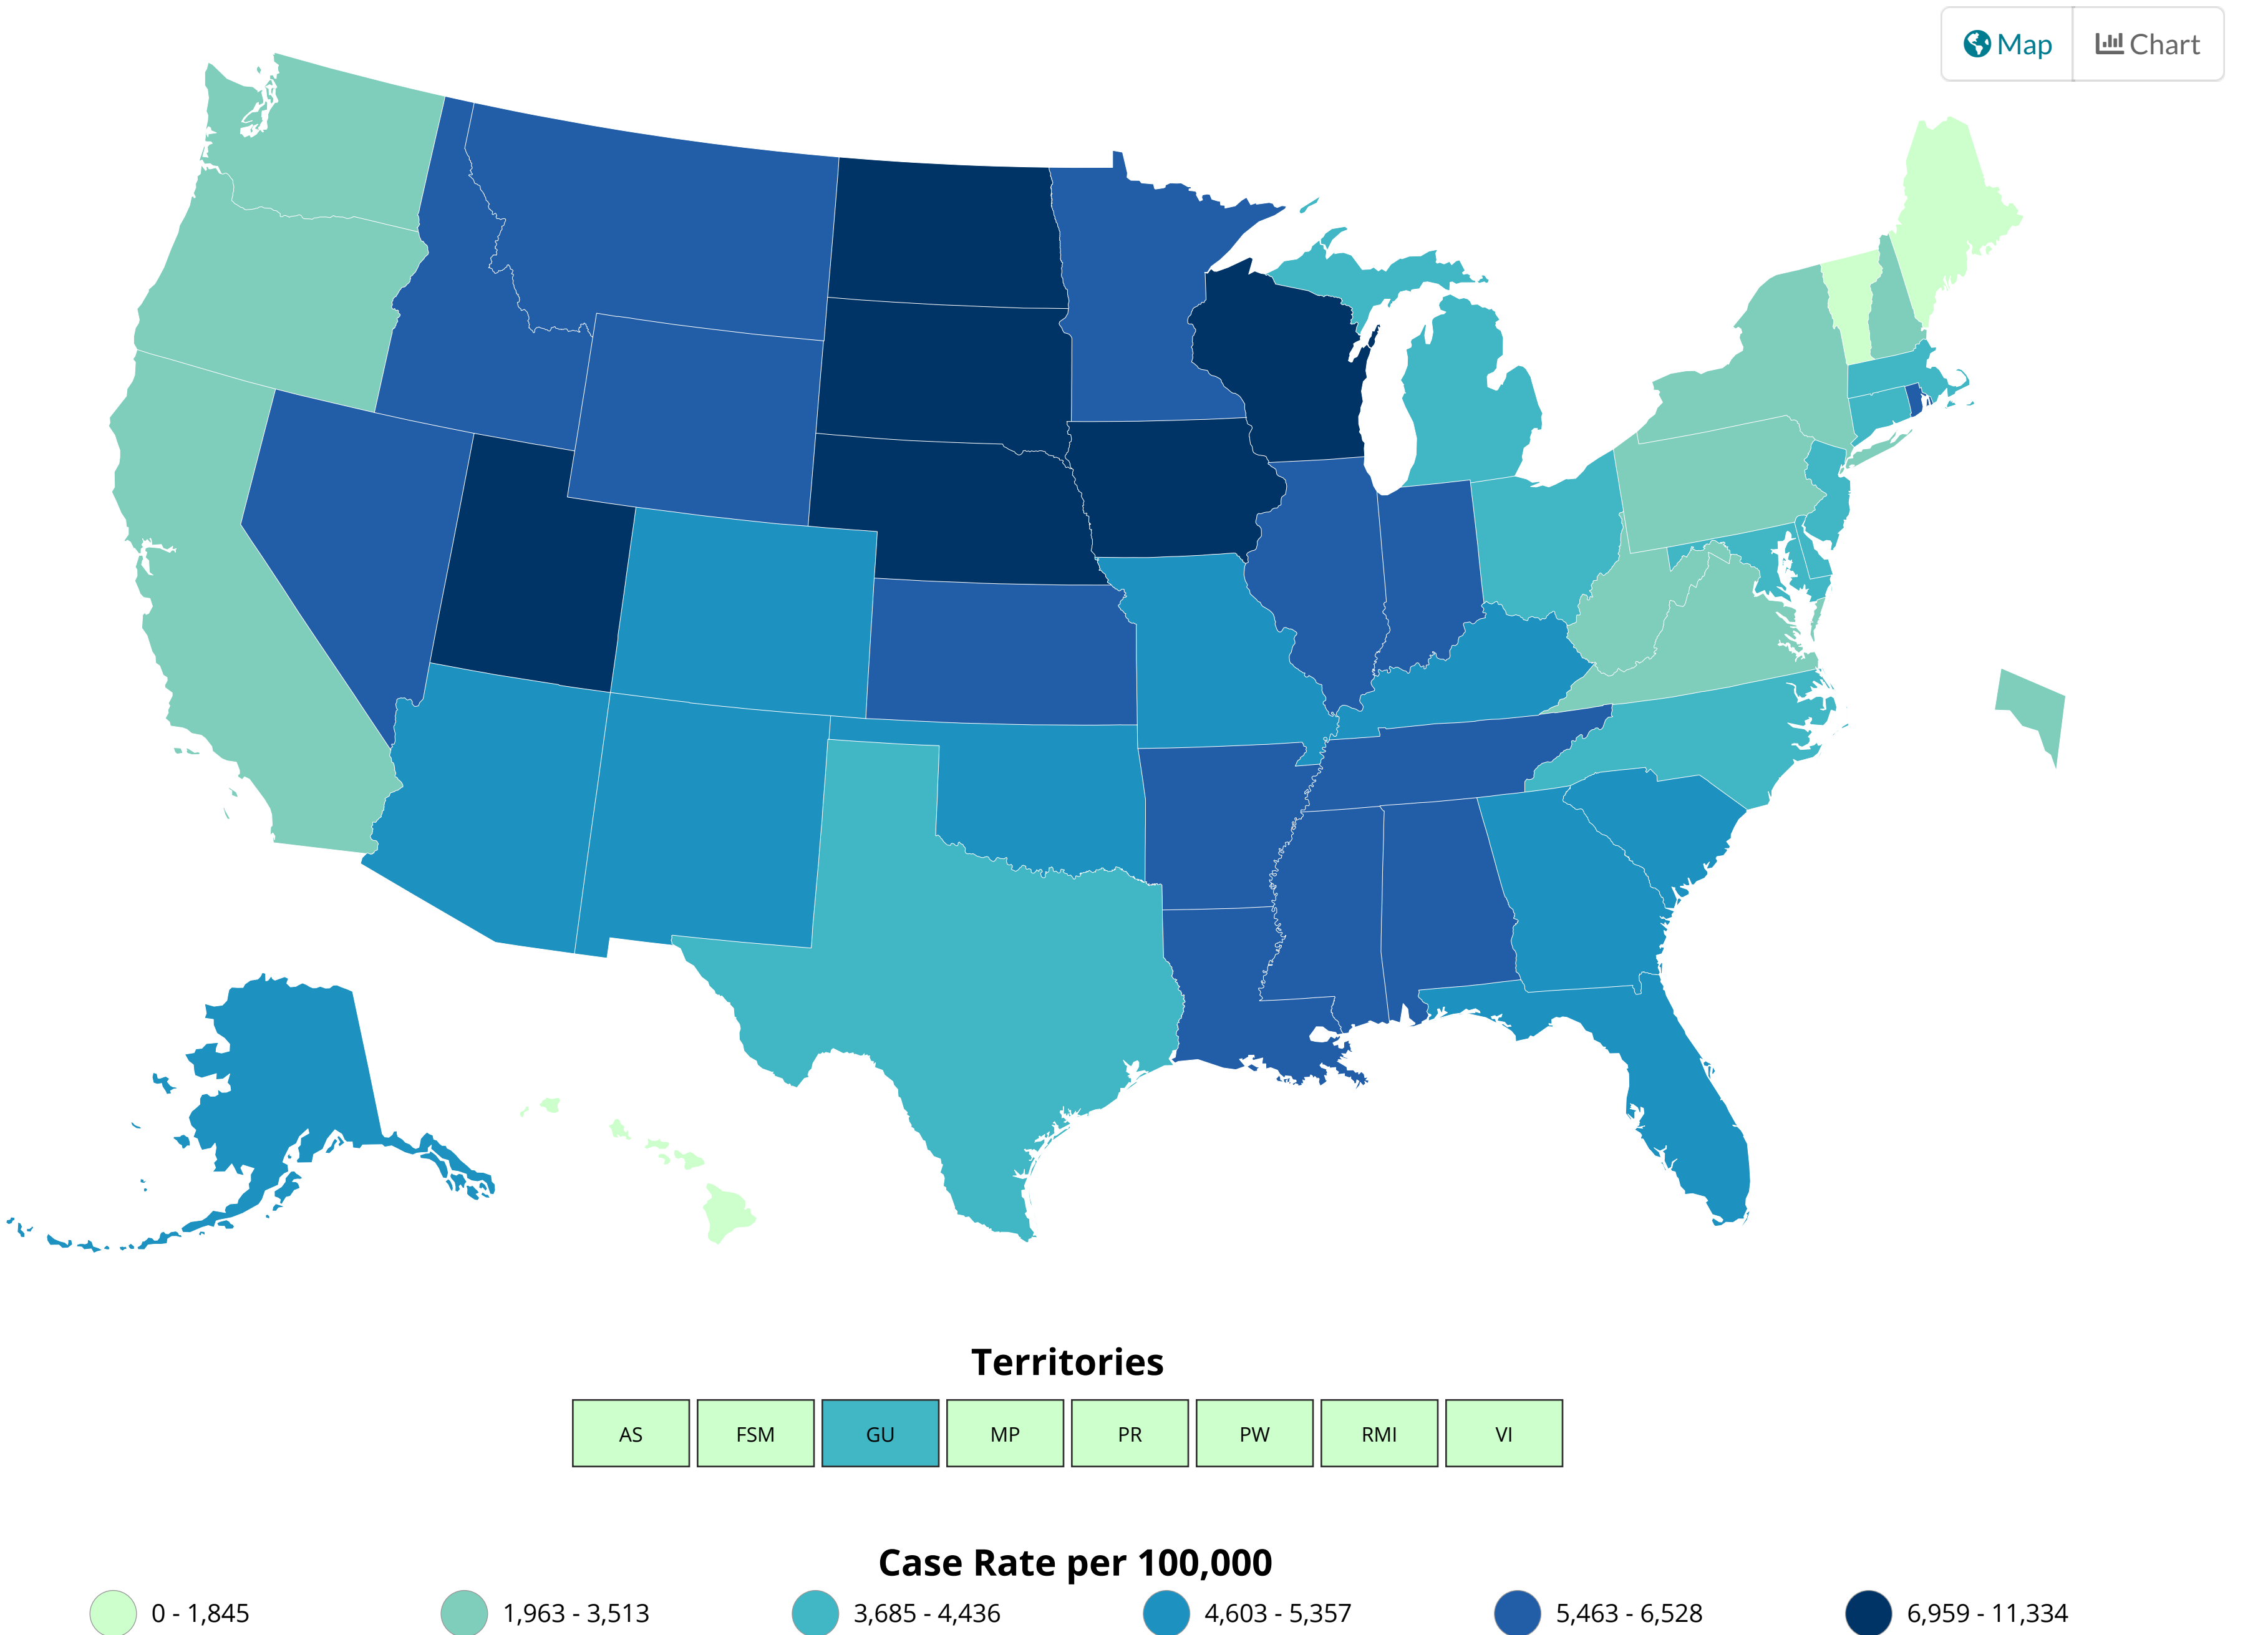 Map Chart
Territories
AS FSM GU MP PR PW RMI VI
Case Rate per 100,000
0 - 1,845 1,963 - 3,513 3,685 - 4,436 4,603 - 5,357 5,463 - 6,528 6,959 - 11,334